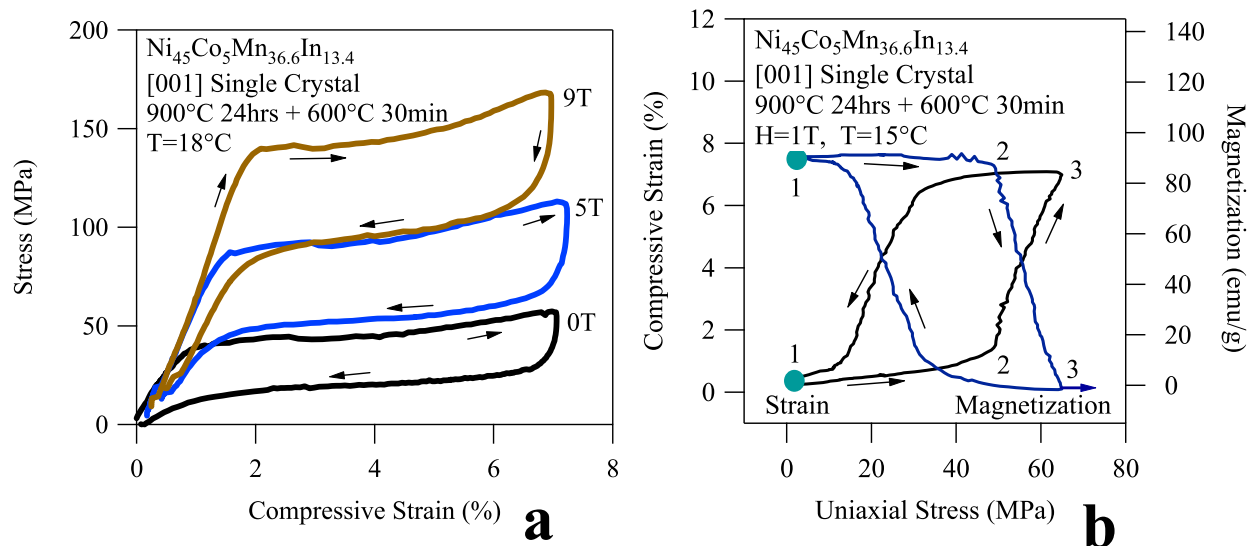 200
150
100
50
0
Stress (MPa)
Ni45Co5Mn36.6In13.4
[001] Single Crystal
900°C 24hrs + 600°C 30min
T=18°C
9T
5T
0T
0
2
4
6
8
Compressive Strain (%)
a
12
10
8
6
4
2
0
Compressive Strain (%)
Ni45Co5Mn36.6In13.4
[001] Single Crystal
900°C 24hrs + 600°C 30min
H=1T, T=15°C
1
2
3
1
2
3
Strain
Magnetization
140
120
100
80
60
40
20
0
Magnetization (emu/g)
0
20
40
60
80
Uniaxial Stress (MPa)
b